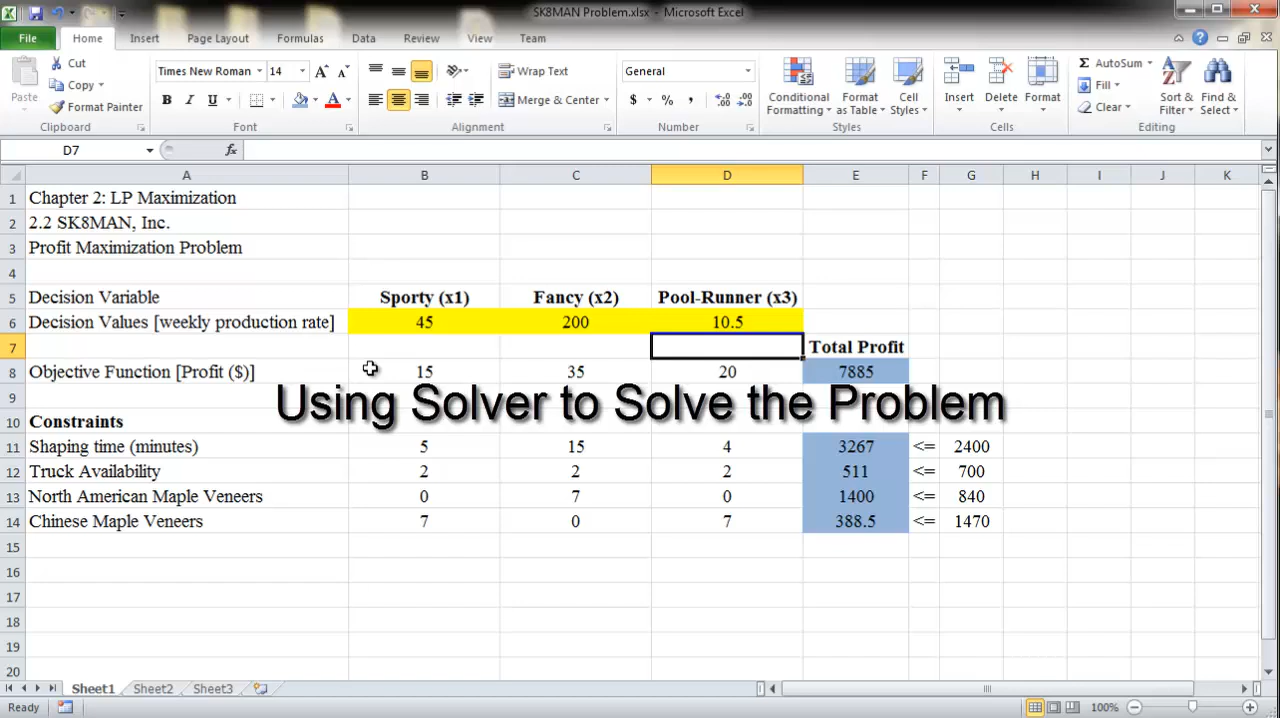 SK8MAN Problem.xlsx - Microsoft Excel
File Home Insert Page Layout Formulas Data Review View Team
Paste Cut Copy Format Painter
Times New Roman 14
B I U
Wrap Text
Merge & Center
General
$ % ,
Conditional Formatting Format as Table Cell Styles
Insert Delete Format
AutoSum Fill Clear
Sort & Filter Find & Select
Clipboard Font Alignment Number Styles Cells Editing
D7 fx
A B C D E F G H I J K
1 Chapter 2: LP Maximization
2 2.2 SK8MAN, Inc.
3 Profit Maximization Problem
4
5 Decision Variable Sporty (x1) Fancy (x2) Pool-Runner (x3)
6 Decision Values [weekly production rate] 45 200 10.5
7 Total Profit
8 Objective Function [Profit ($)] 15 35 20 7885
Using Solver to Solve the Problem
9
10 Constraints
11 Shaping time (minutes) 5 15 4 3267 <= 2400
12 Truck Availability 2 2 2 511 <= 700
13 North American Maple Veneers 0 7 0 1400 <= 840
14 Chinese Maple Veneers 7 0 7 388.5 <= 1470
15
16
17
18
19
20
Sheet1 Sheet2 Sheet3
Ready 100%